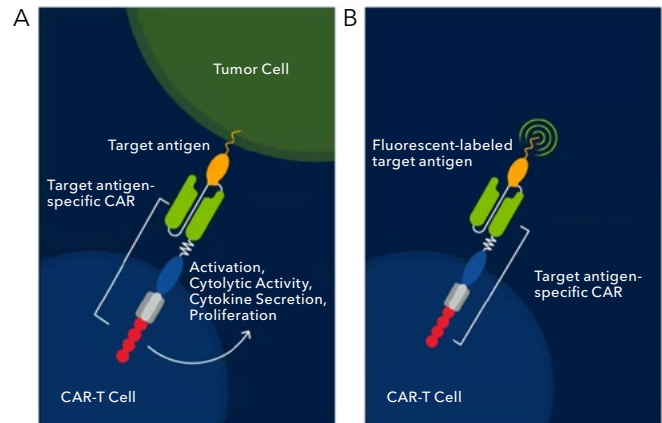 A
Tumor Cell
Target antigen
Target antigen-
specific CAR
Activation,
Cytolytic Activity,
Cytokine Secretion,
Proliferation
CAR-T Cell
B
Fluorescent-labeled
target antigen
Target antigen-
specific CAR
CAR-T Cell